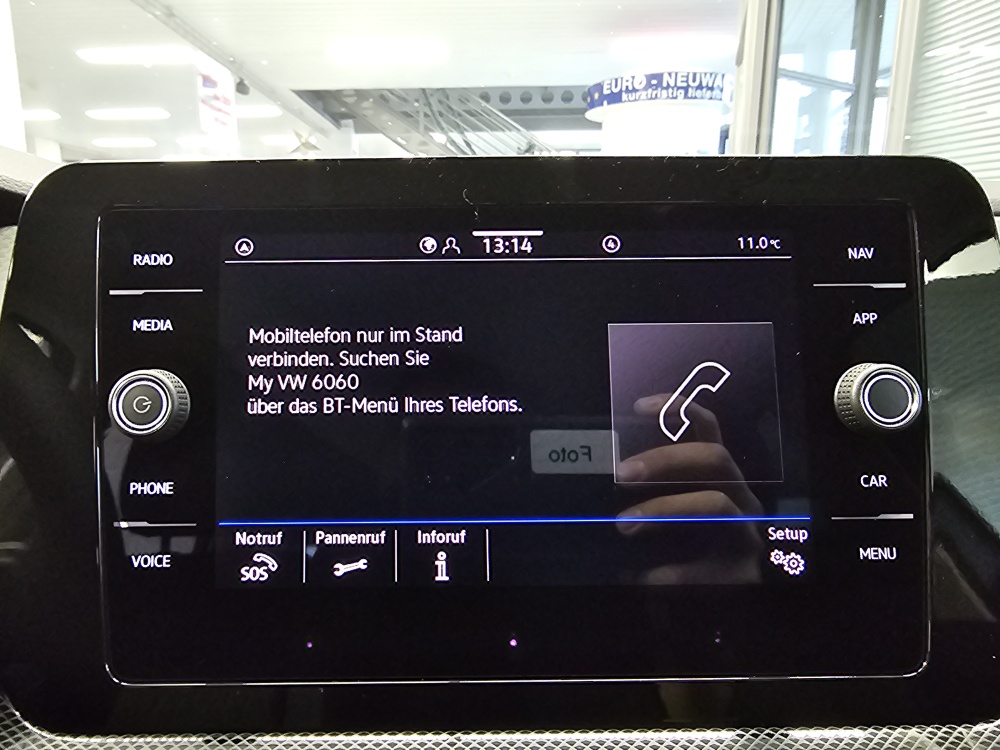 EURO - NEUWA
kurzfristig liefer
RADIO
MEDIA
PHONE
VOICE
13:14
4
11.0°C
Mobiltelefon nur im Stand
verbinden. Suchen Sie
My VW 6060
über das BT-Menü Ihres Telefons.
Foto
Notruf
SOS
Pannenruf
Inforuf
i
Setup
NAV
APP
CAR
MENU